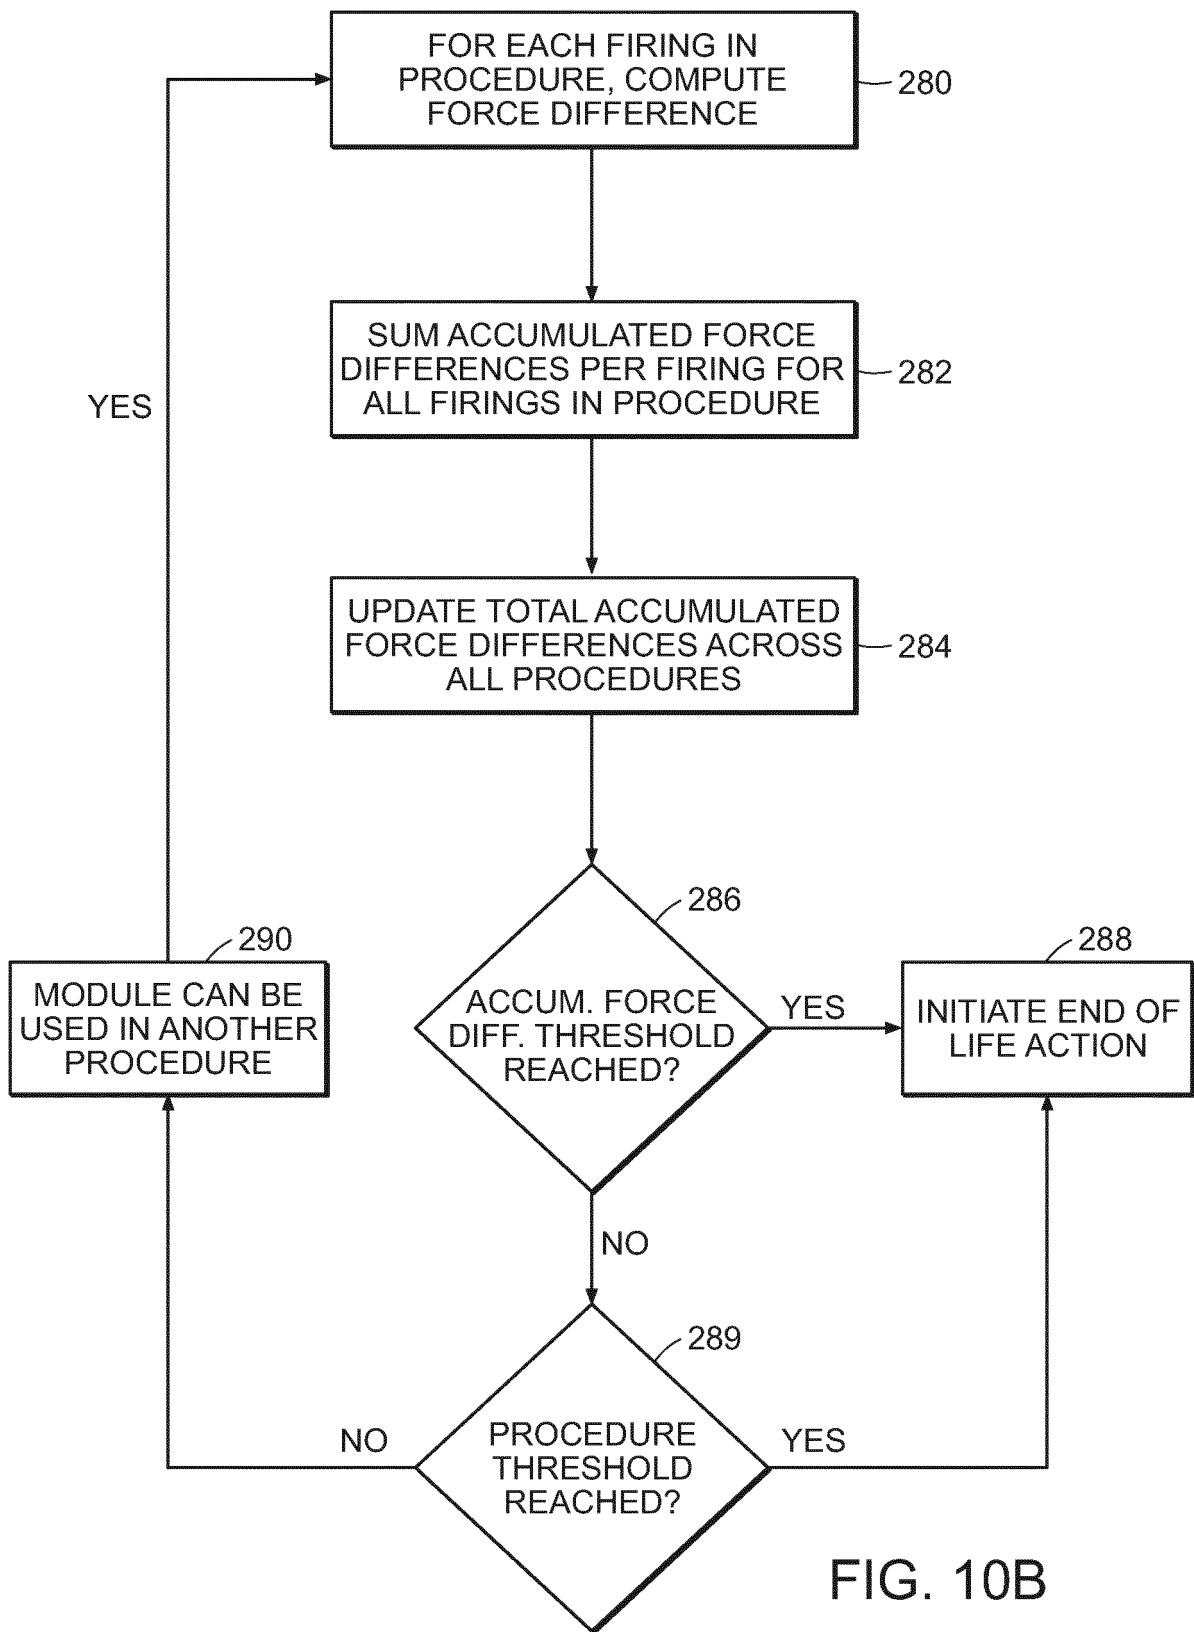 FOR EACH FIRING IN
PROCEDURE, COMPUTE
FORCE DIFFERENCE
280
SUM ACCUMULATED FORCE
DIFFERENCES PER FIRING FOR
ALL FIRINGS IN PROCEDURE
282
YES
UPDATE TOTAL ACCUMULATED
FORCE DIFFERENCES ACROSS
ALL PROCEDURES
284
286
290
288
MODULE CAN BE
USED IN ANOTHER
PROCEDURE
ACCUM. FORCE
DIFF. THRESHOLD
REACHED?
YES
INITIATE END OF
LIFE ACTION
NO
289
NO
PROCEDURE
THRESHOLD
REACHED?
YES
FIG. 10B